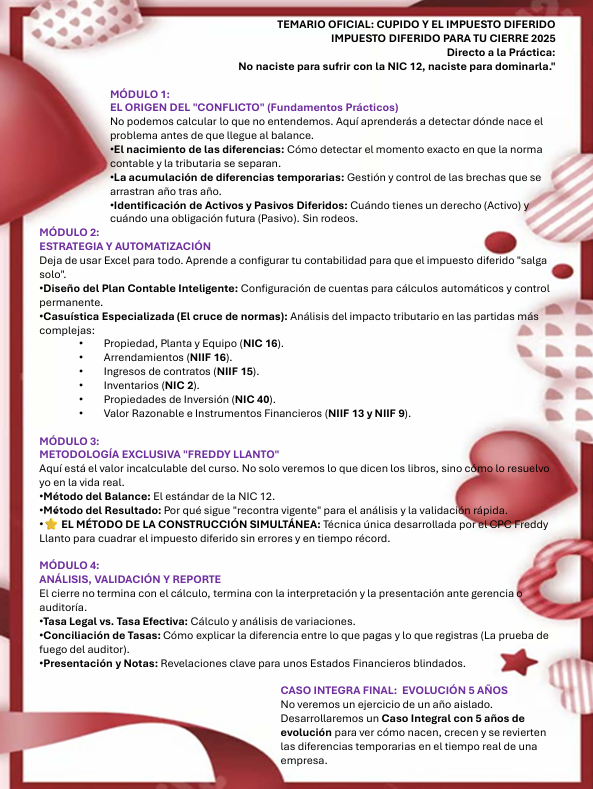 TEMARIO OFICIAL: CUPIDO Y EL IMPUESTO DIFERIDO
IMPUESTO DIFERIDO PARA TU CIERRE 2025
Directo a la Práctica:
No naciste para sufrir con la NIC 12, naciste para dominarla."
MÓDULO 1:
EL ORIGEN DEL "CONFLICTO" (Fundamentos Prácticos)
No podemos calcular lo que no entendemos. Aquí aprenderás a detectar dónde nace el
problema antes de que llegue al balance.
•El nacimiento de las diferencias: Cómo detectar el momento exacto en que la norma
contable y la tributaria se separan.
•La acumulación de diferencias temporarias: Gestión y control de las brechas que se
arrastran año tras año.
•Identificación de Activos y Pasivos Diferidos: Cuándo tienes un derecho (Activo) y
cuándo una obligación futura (Pasivo). Sin rodeos.
MÓDULO 2:
ESTRATEGIA Y AUTOMATIZACIÓN
Deja de usar Excel para todo. Aprende a configurar tu contabilidad para que el impuesto diferido "salga
solo".
•Diseño del Plan Contable Inteligente: Configuración de cuentas para cálculos automáticos y control
permanente.
•Casuística Especializada (El cruce de normas): Análisis del impacto tributario en las partidas más
complejas:
• Propiedad, Planta y Equipo (NIC 16).
• Arrendamientos (NIIF 16).
• Ingresos de contratos (NIIF 15).
• Inventarios (NIC 2).
• Propiedades de Inversión (NIC 40).
• Valor Razonable e Instrumentos Financieros (NIIF 13 y NIIF 9).
MÓDULO 3:
METODOLOGÍA EXCLUSIVA "FREDDY LLANTO"
Aquí está el valor incalculable del curso. No solo veremos lo que dicen los libros, sino cómo lo resuelvo
yo en la vida real.
•Método del Balance: El estándar de la NIC 12.
•Método del Resultado: Por qué sigue "recontra vigente" para el análisis y la validación rápida.
•⭐ EL MÉTODO DE LA CONSTRUCCIÓN SIMULTÁNEA: Técnica única desarrollada por el CPC Freddy
Llanto para cuadrar el impuesto diferido sin errores y en tiempo récord.
MÓDULO 4:
ANÁLISIS, VALIDACIÓN Y REPORTE
El cierre no termina con el cálculo, termina con la interpretación y la presentación ante gerencia o
auditoría.
•Tasa Legal vs. Tasa Efectiva: Cálculo y análisis de variaciones.
•Conciliación de Tasas: Cómo explicar la diferencia entre lo que pagas y lo que registras (La prueba de
fuego del auditor).
•Presentación y Notas: Revelaciones clave para unos Estados Financieros blindados.
CASO INTEGRA FINAL: EVOLUCIÓN 5 AÑOS
No veremos un ejercicio de un año aislado.
Desarrollaremos un Caso Integral con 5 años de
evolución para ver cómo nacen, crecen y se revierten
las diferencias temporarias en el tiempo real de una
empresa.